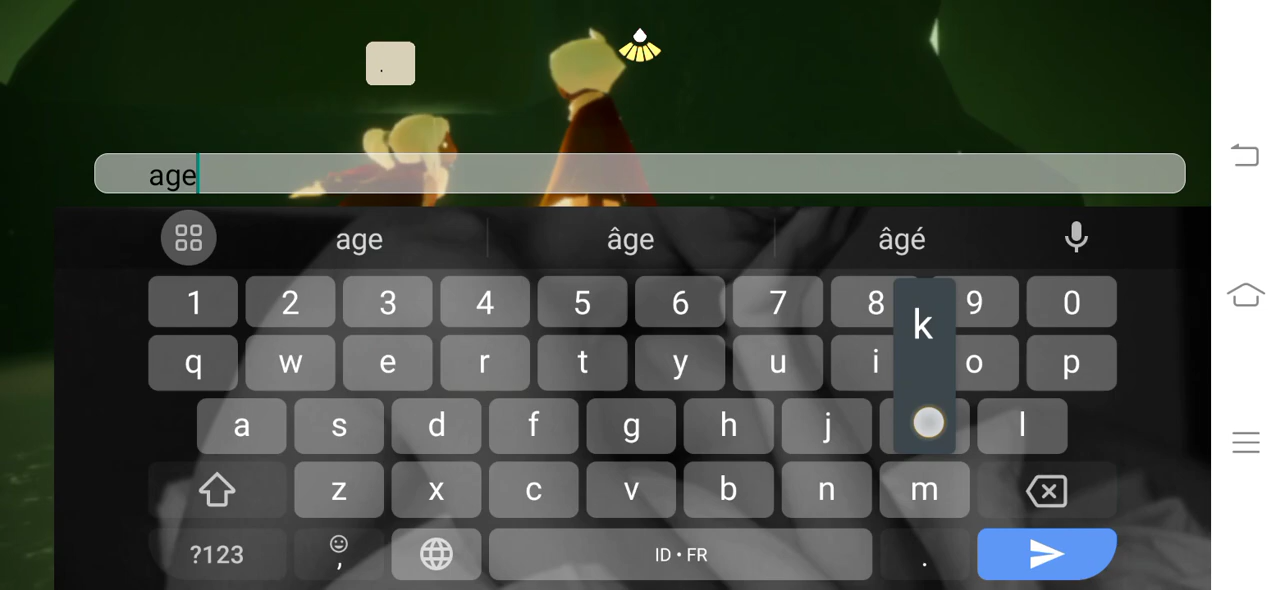 .
age
age âge âgé
1 2 3 4 5 6 7 8 9 0
k
q w e r t y u i o p
a s d f g h j l
z x c v b n m
?123 , ID • FR .